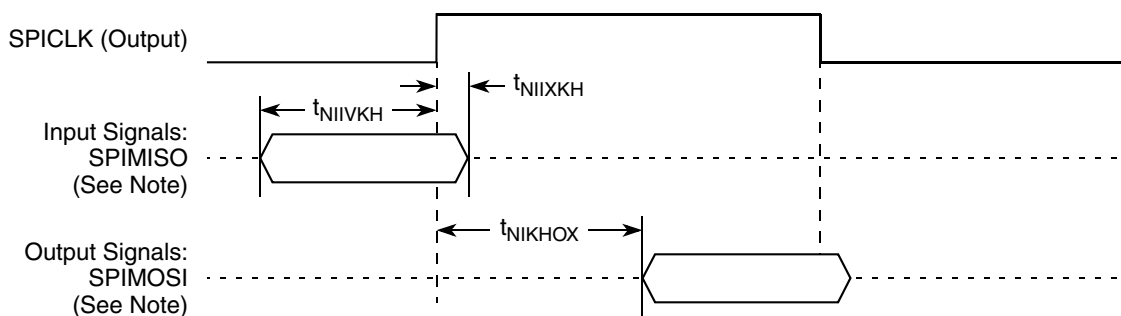 SPICLK (Output)
tNIIXKH
tNIIVKH
Input Signals:
SPIMISO
(See Note)
tNIKHOX
Output Signals:
SPIMOSI
(See Note)